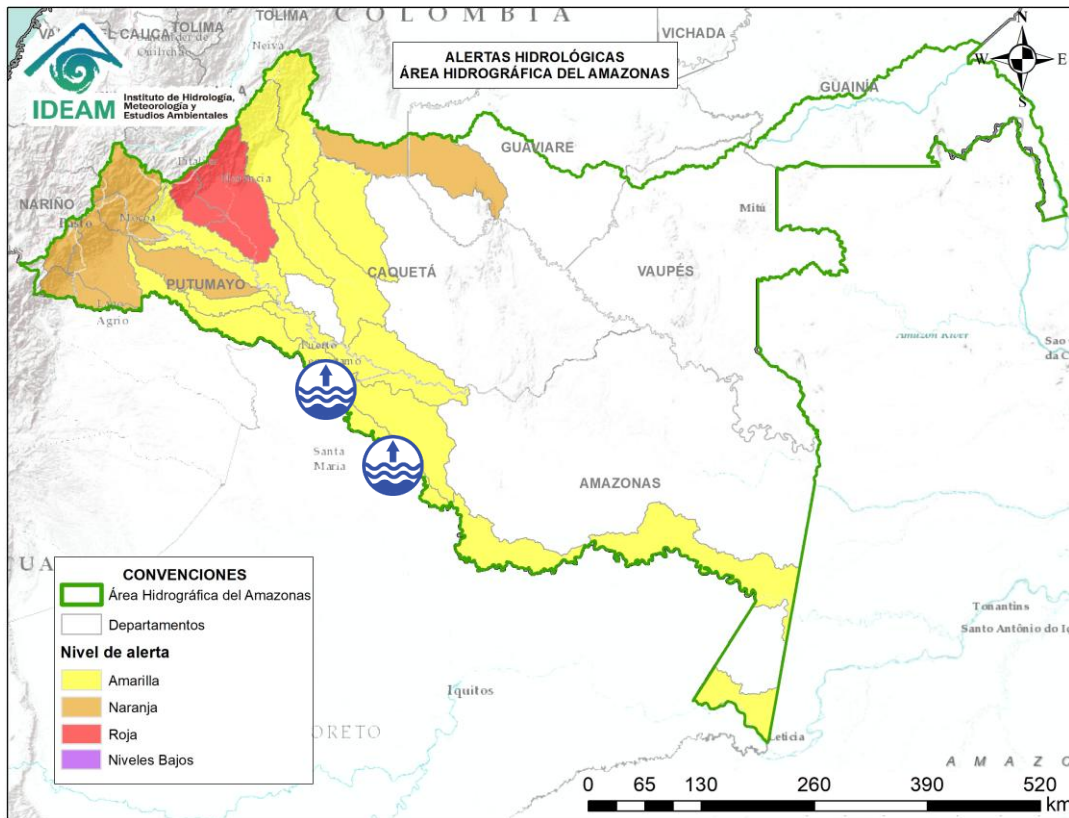 COLOMBIA
TOLIMA
TOLIMA
Neiva
VICHADA
ALERTAS HIDROLÓGICAS
ÁREA HIDROGRÁFICA DEL AMAZONAS
N
W
E
S
IDEAM
Instituto de Hidrología,
Meteorología y
Estudios Ambientales
GUAINÍA
GUAVIARE
NARIÑO
Mitú
CAQUETÁ
VAUPÉS
PUTUMAYO
Agrio
Amazon River
Santa
Maria
AMAZONAS
CONVENCIONES
Área Hidrográfica del Amazonas
Departamentos
Nivel de alerta
Amarilla
Naranja
Roja
Niveles Bajos
Tonantins
Santo Antônio do
Iquitos
Leticia
A M A Z O
0 65 130 260 390 520
km